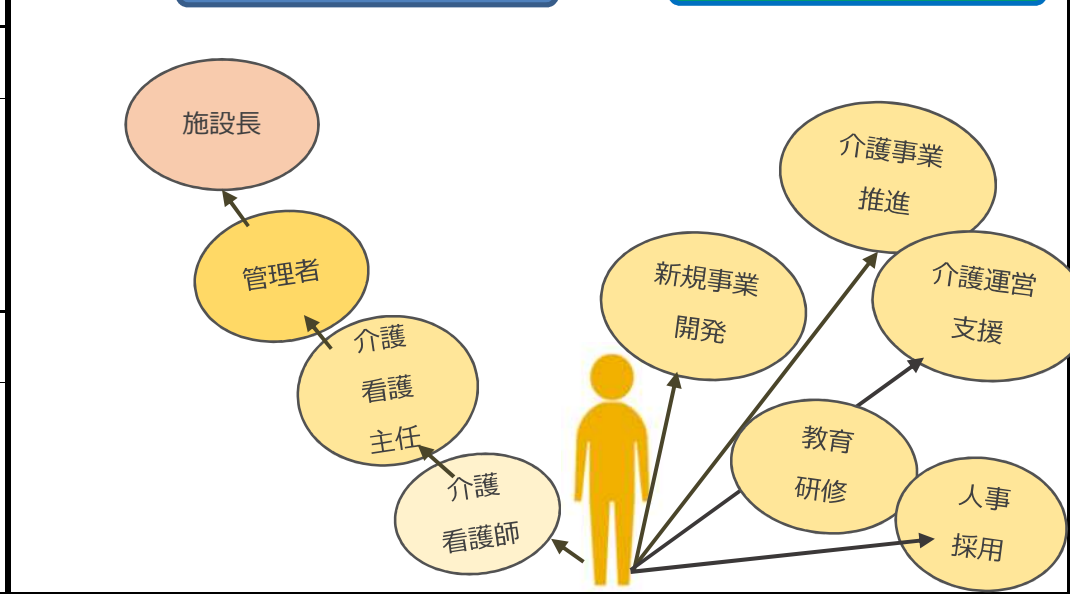 施設長
管理者
介護
看護
主任
介護
看護師
新規事業
開発
介護事業
推進
介護運営
支援
教育
研修
人事
採用